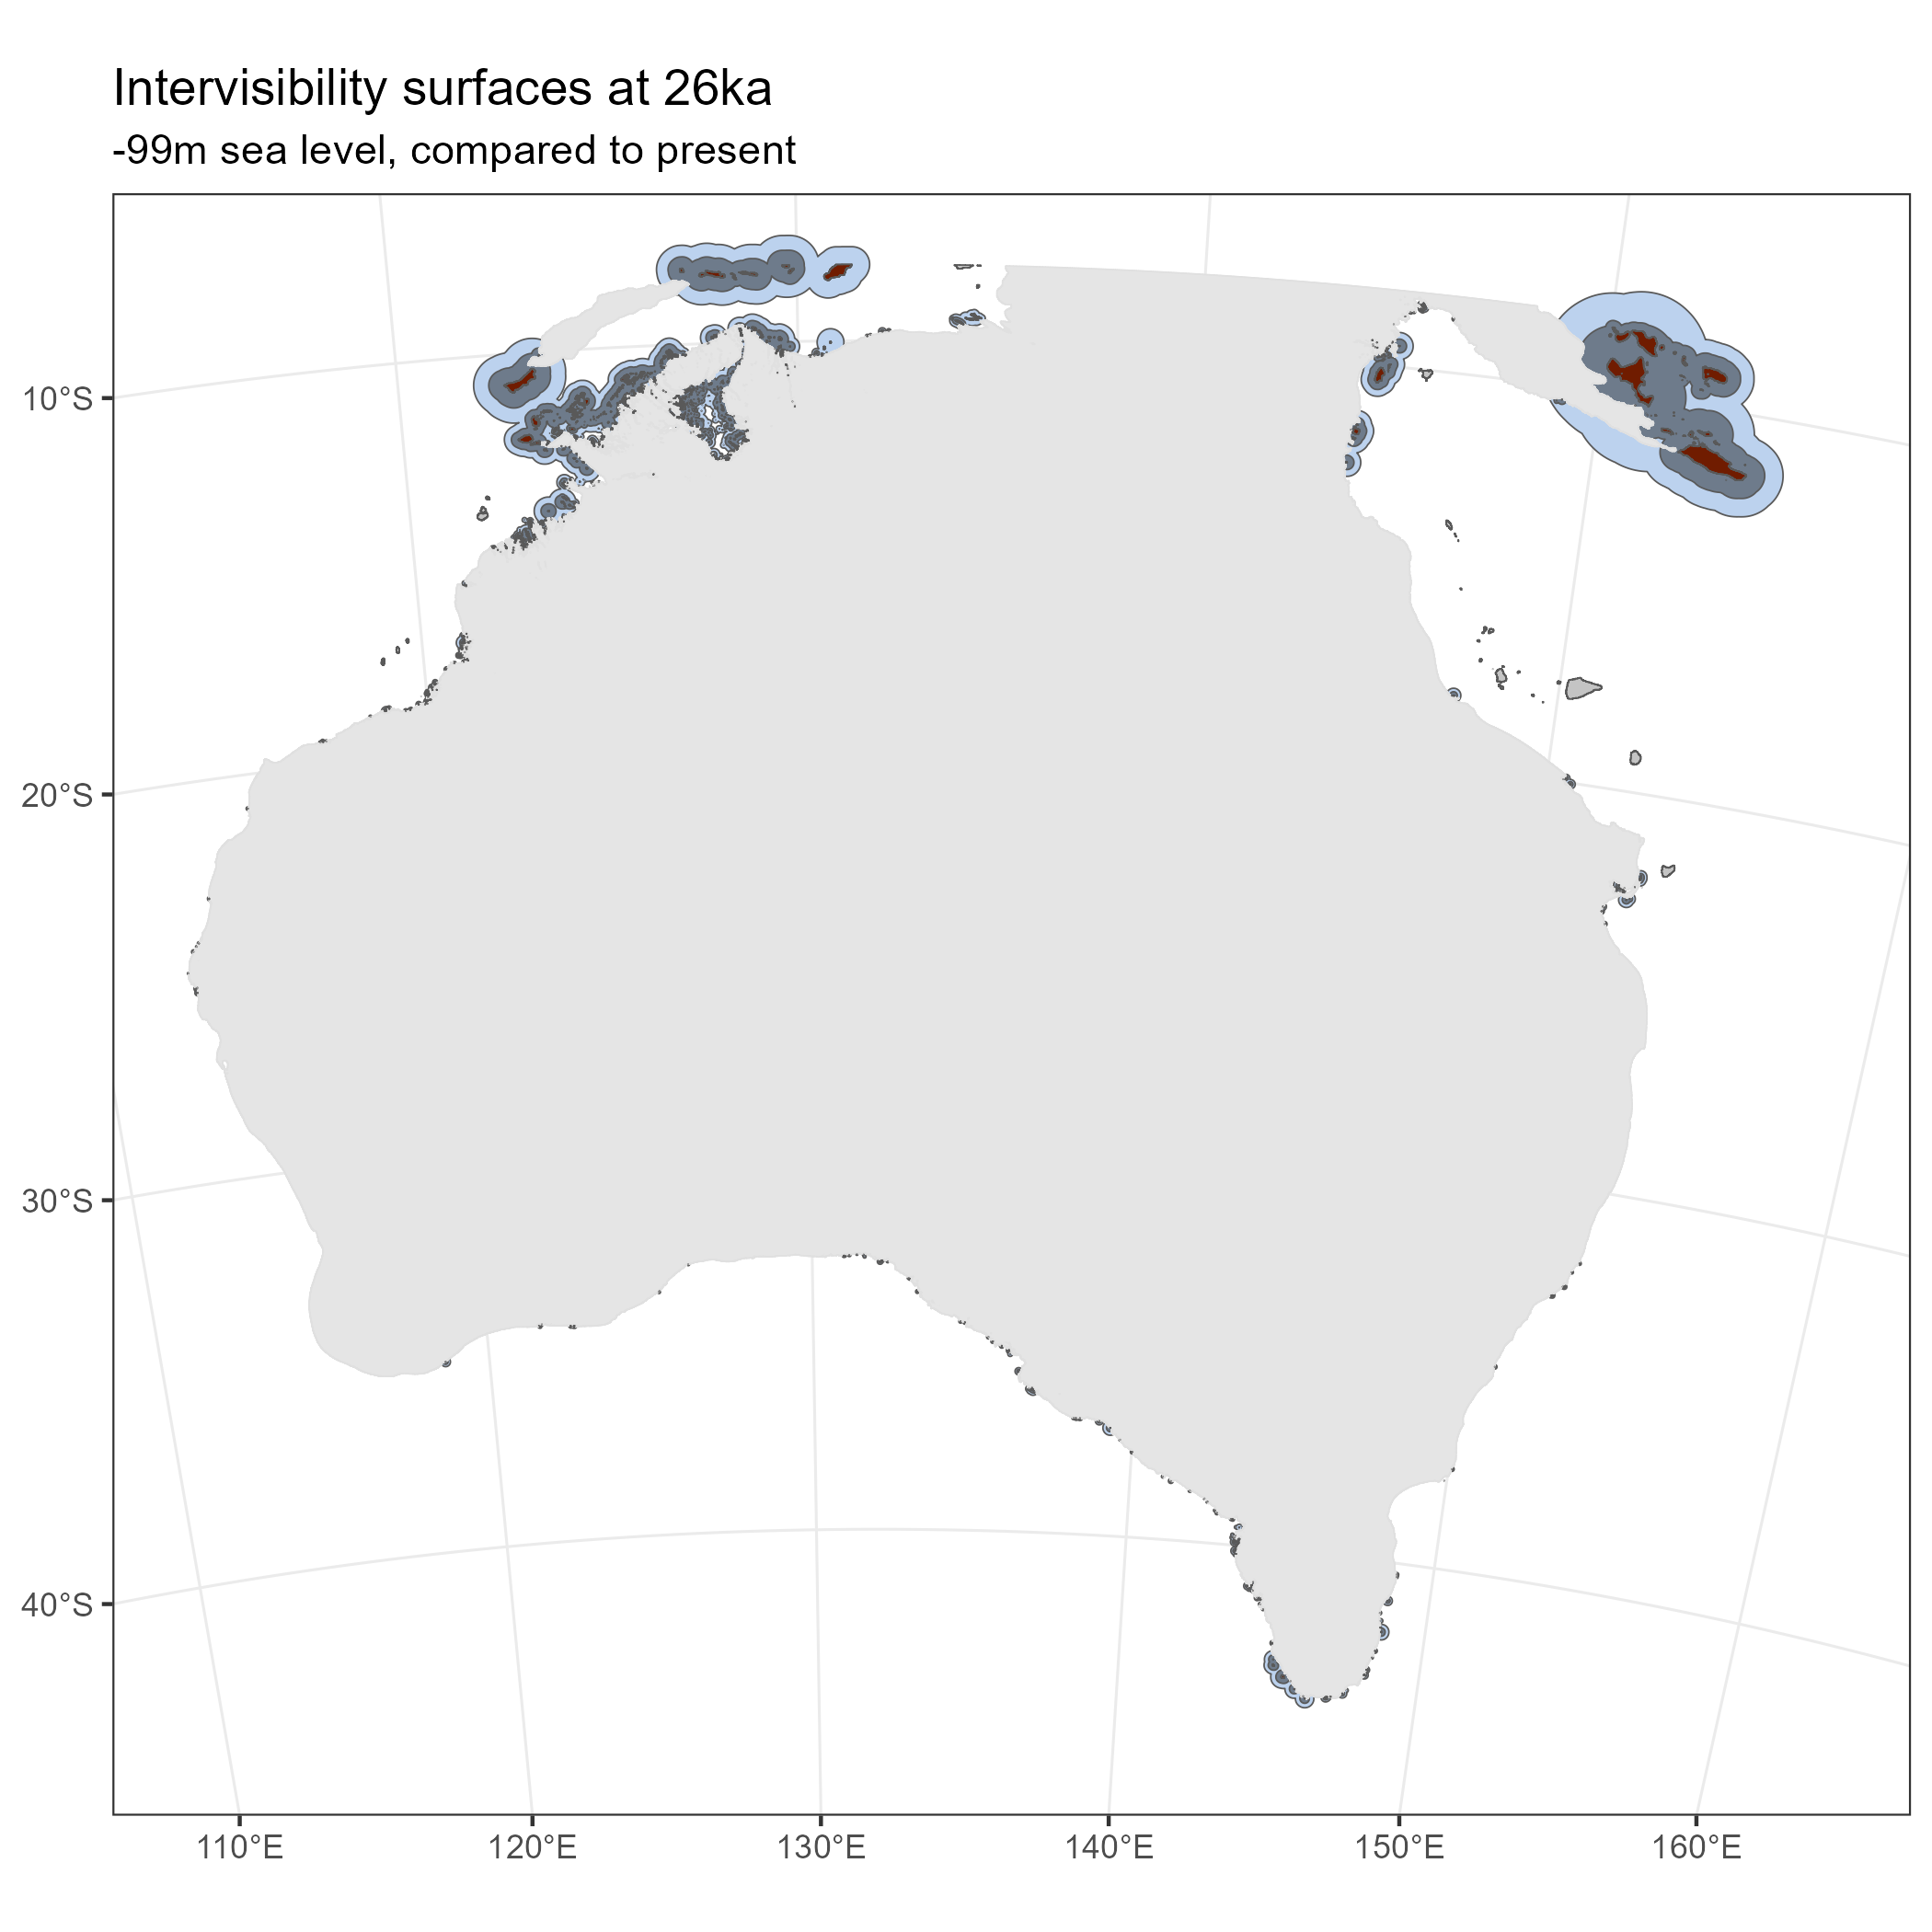 Intervisibility surfaces at 26ka
-99m sea level, compared to present
10°S
20°S
30°S
40°S
110°E 120°E 130°E 140°E 150°E 160°E